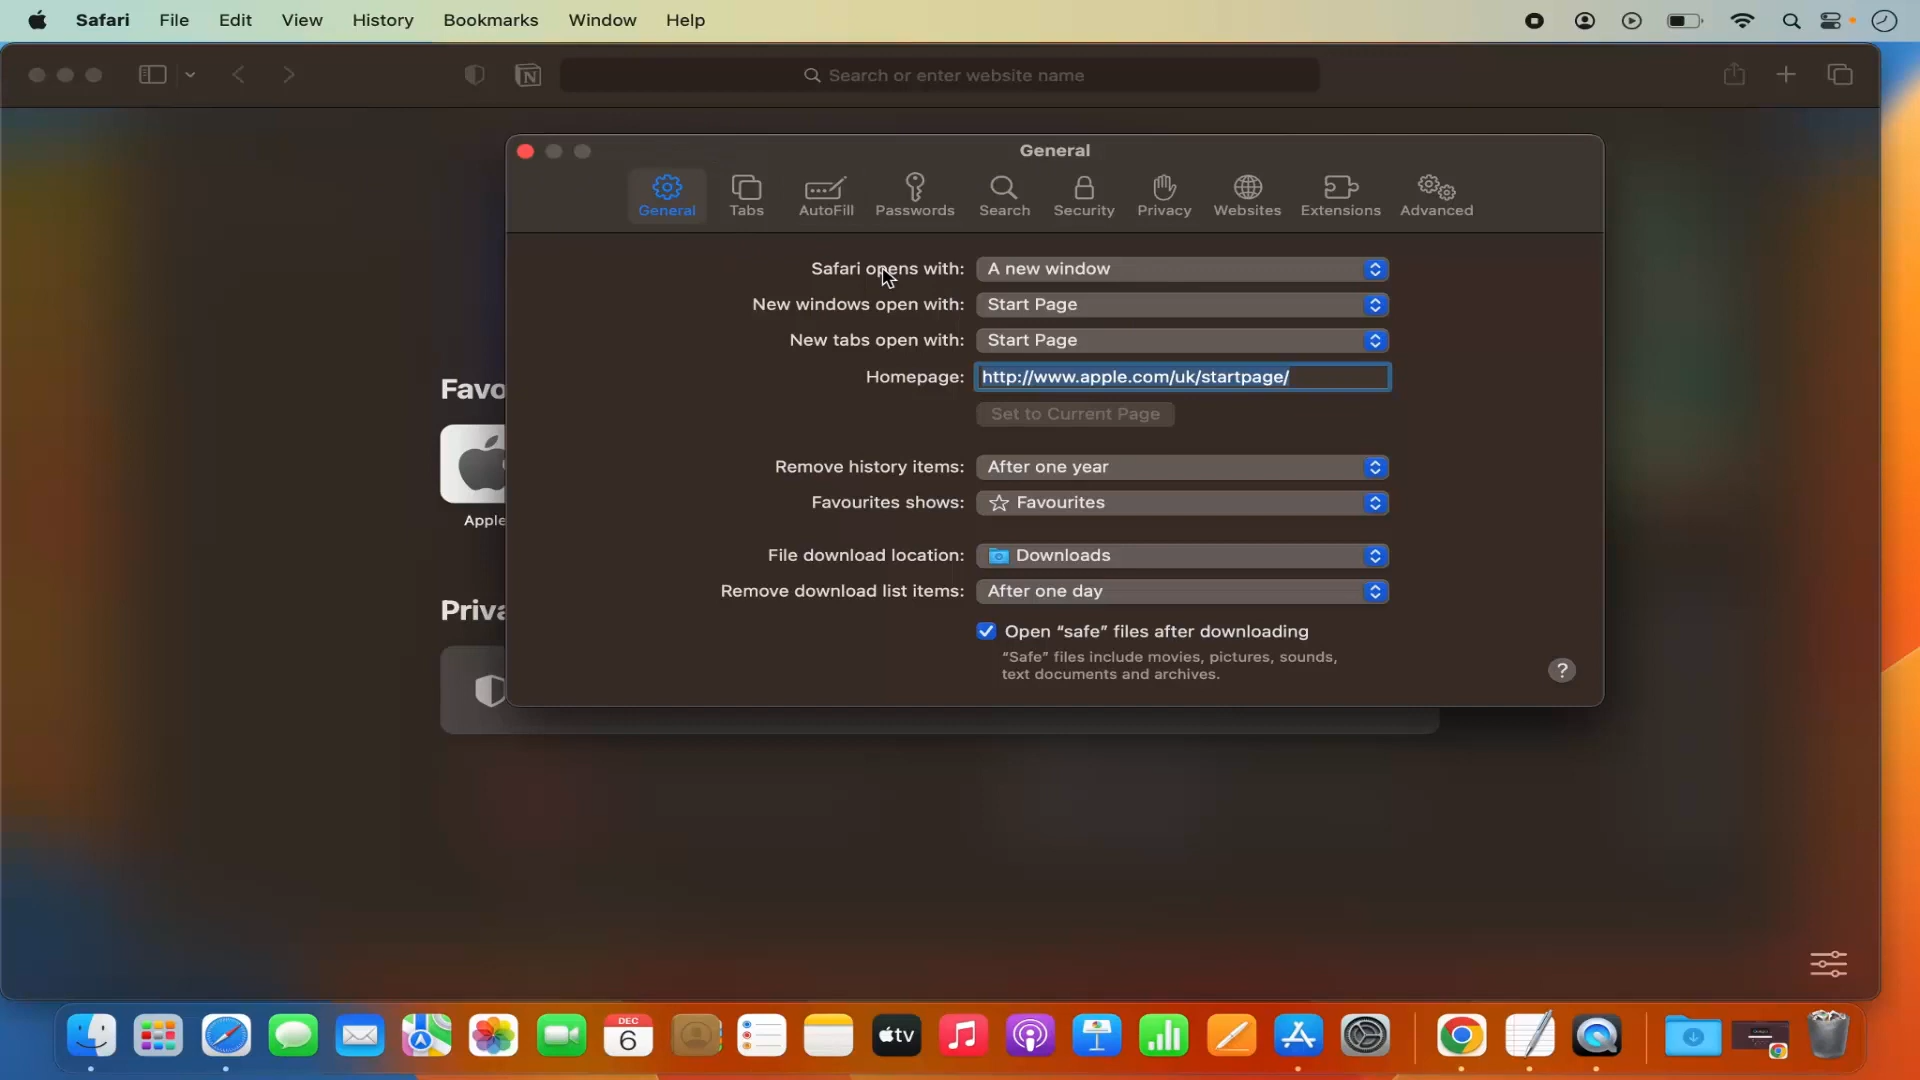 Safari File Edit View History Bookmarks Window Help
Search or enter website name
General
General Tabs AutoFill Passwords Search Security Privacy Websites Extensions Advanced
Safari opens with: A new window
New windows open with: Start Page
New tabs open with: Start Page
Homepage: http://www.apple.com/uk/startpage/
Set to Current Page
Favo
Remove history items: After one year
Favourites shows: Favourites
Apple
File download location: Downloads
Remove download list items: After one day
Priva
Open “safe” files after downloading
“Safe” files include movies, pictures, sounds,
text documents and archives.
?
DEC
6
tv